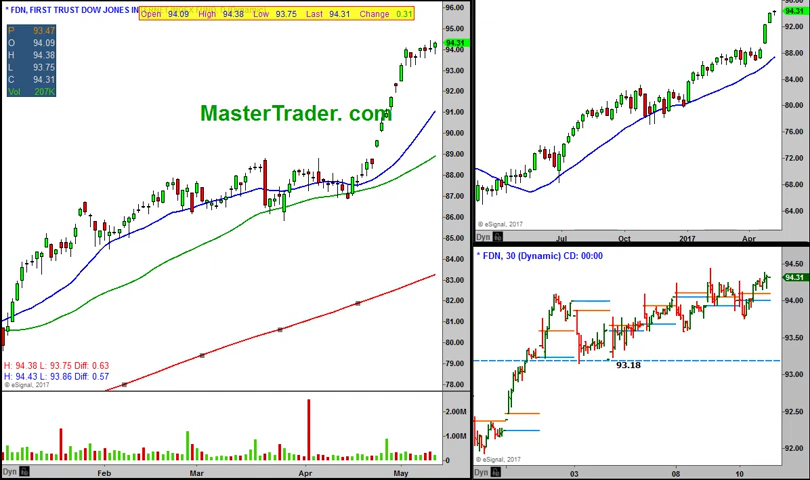 * FDN, FIRST TRUST DOW JONES IN
Open 94.09 High 94.38 Low 93.75 Last 94.31 Change 0.31
P 93.47
O 94.09
H 94.38
L 93.75
C 94.31
Vol 207K
MasterTrader. com
96.00
95.00
94.31
93.00
92.00
91.00
90.00
89.00
88.00
87.00
86.00
85.00
84.00
83.00
82.00
81.00
80.00
79.00
78.00
H: 94.38 L: 93.75 Diff: 0.63
H: 94.43 L: 93.86 Diff: 0.57
© eSignal, 2017
2.00M
1.00M
0
Dyn
Feb Mar Apr May
94.31
92.00
88.00
84.00
80.00
76.00
72.00
68.00
64.00
© eSignal, 2017
Dyn
Jul Oct 2017 Apr
* FDN, 30 (Dynamic) CD: 00:00
94.50
94.31
94.00
93.50
93.00
92.50
92.00
93.18
© eSignal, 2017
Dyn
03 08 10